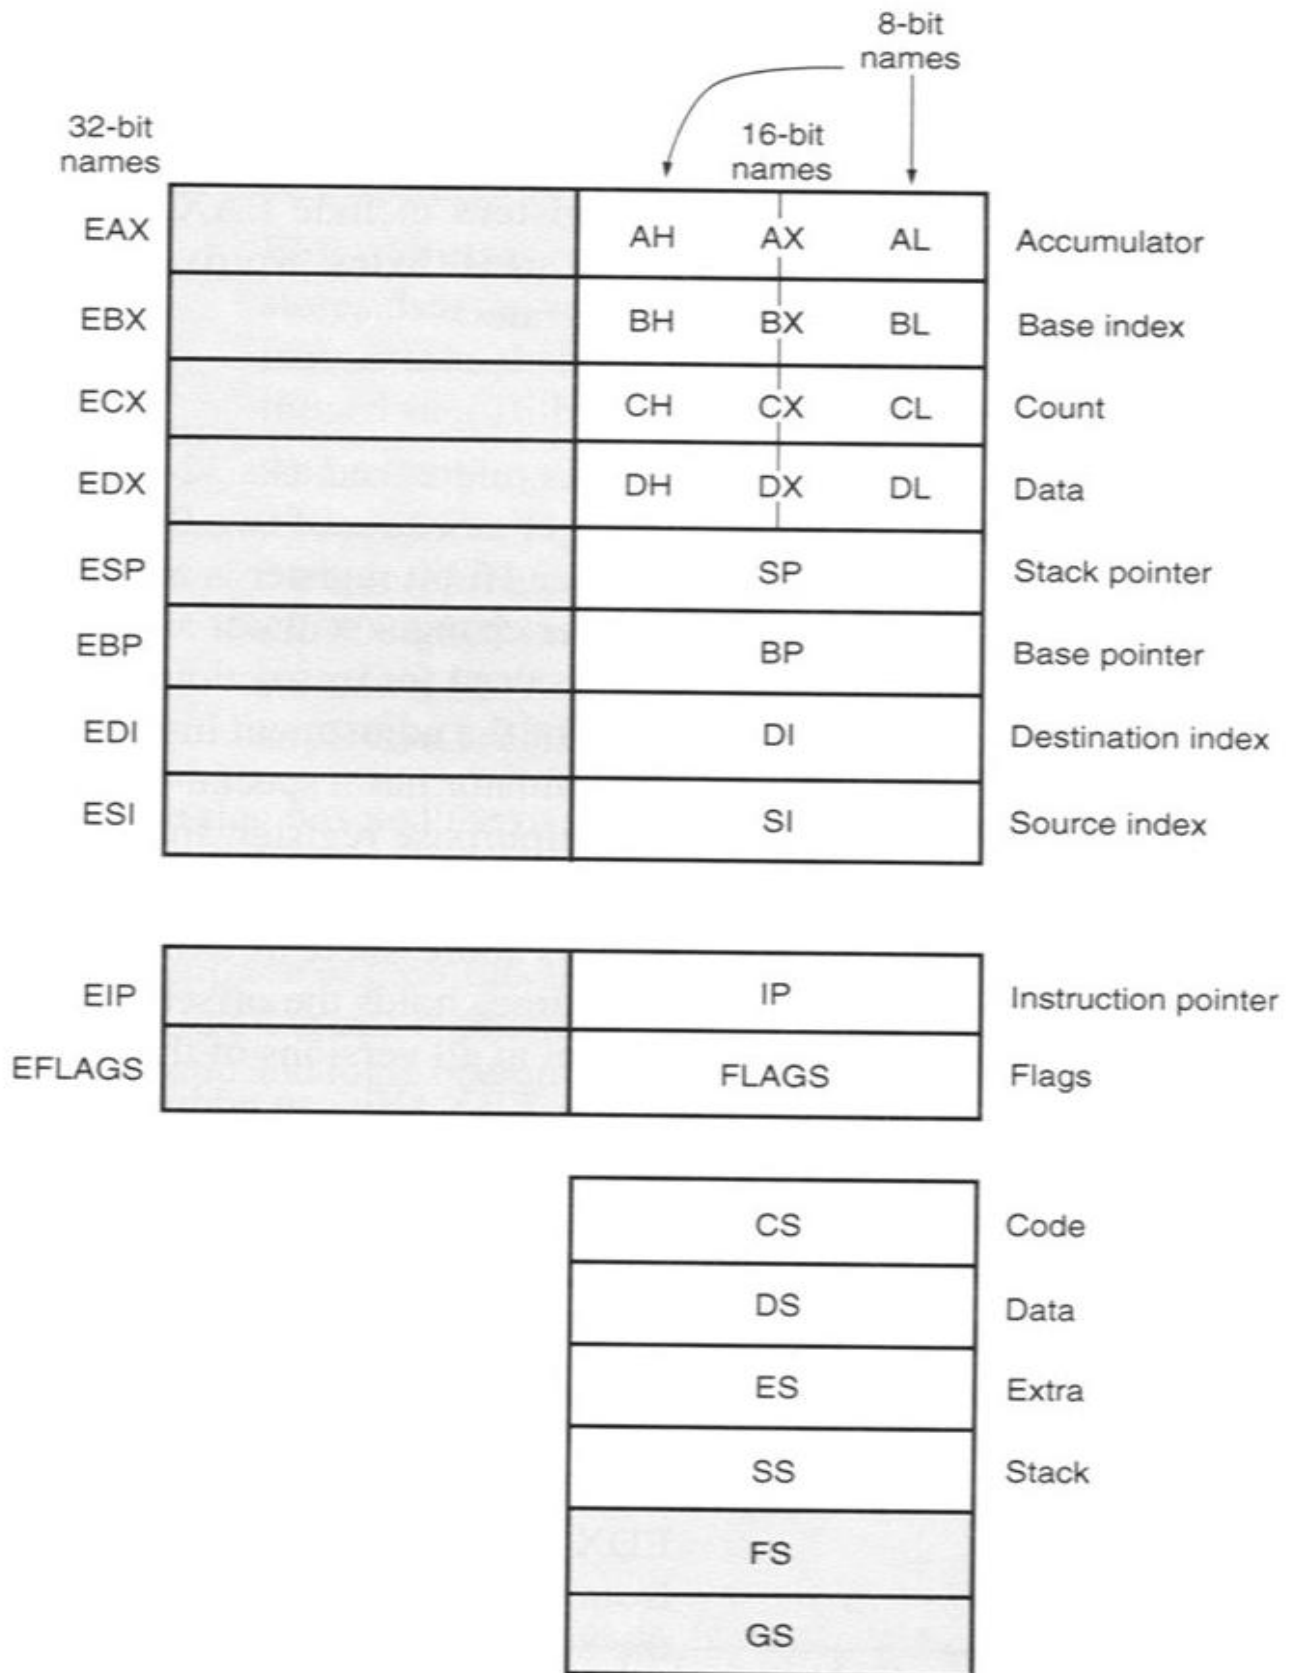 8-bit
names
32-bit
names
16-bit
names
EAX AH AX AL Accumulator
EBX BH BX BL Base index
ECX CH CX CL Count
EDX DH DX DL Data
ESP SP Stack pointer
EBP BP Base pointer
EDI DI Destination index
ESI SI Source index
EIP IP Instruction pointer
EFLAGS FLAGS Flags
CS Code
DS Data
ES Extra
SS Stack
FS
GS